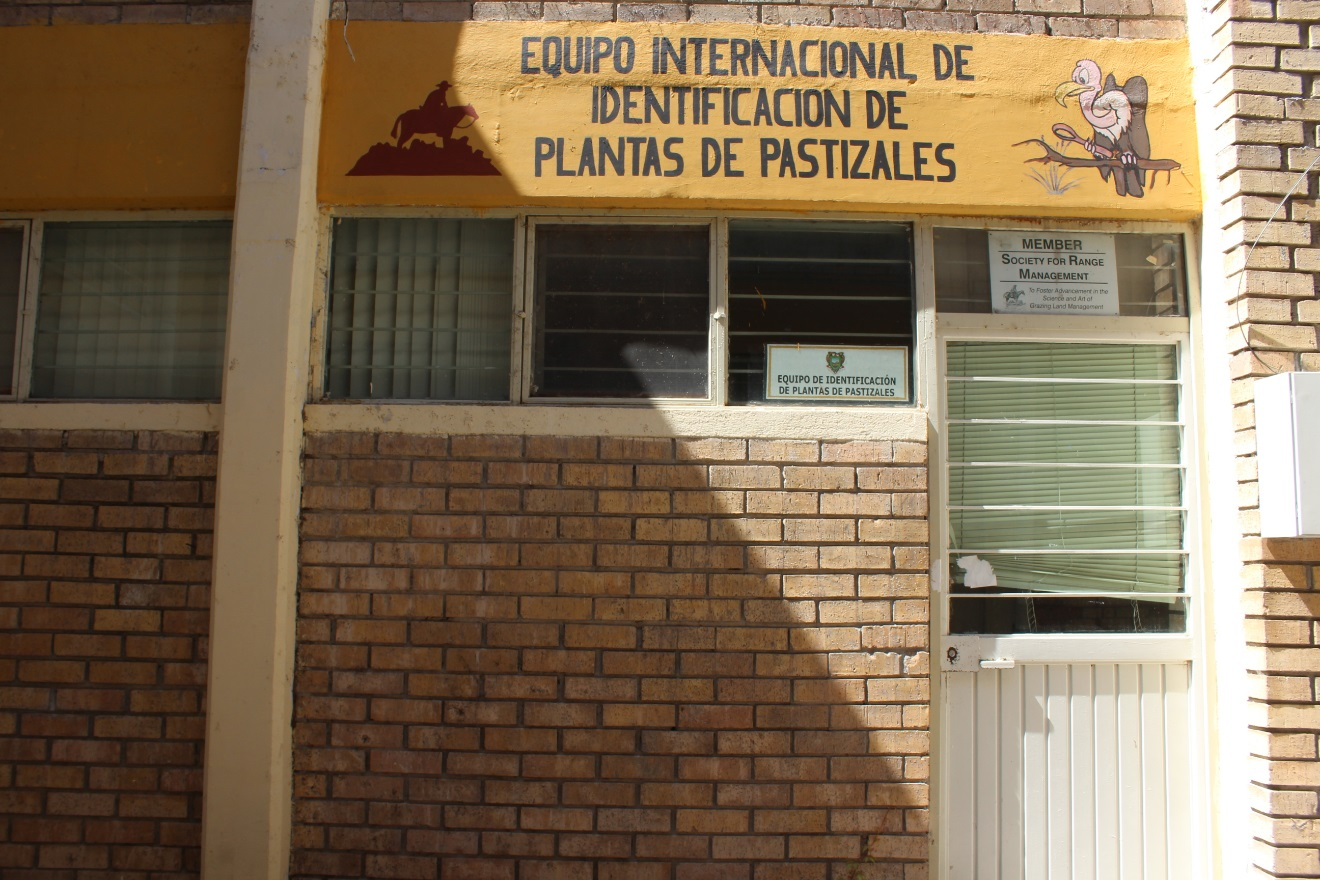 EQUIPO INTERNACIONAL DE
IDENTIFICACION DE
PLANTAS DE PASTIZALES
MEMBER
SOCIETY FOR RANGE
MANAGEMENT
To Foster Advancement in the
Science and Art of
Grazing Land Management
EQUIPO DE IDENTIFICACIÓN
DE PLANTAS DE PASTIZALES